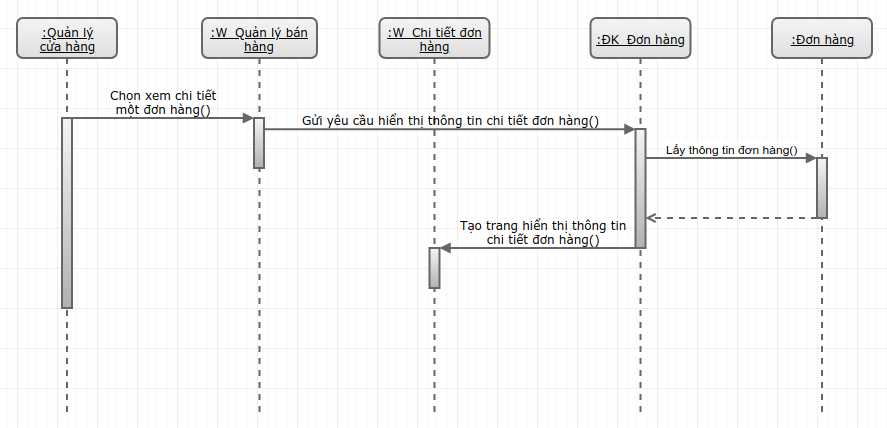 :Quản lý
cửa hàng
:W_Quản lý bán
hàng
:W_Chi tiết đơn
hàng
:ĐK_Đơn hàng
:Đơn hàng
Chọn xem chi tiết
một đơn hàng()
Gửi yêu cầu hiển thị thông tin chi tiết đơn hàng()
Lấy thông tin đơn hàng()
Tạo trang hiển thị thông tin
chi tiết đơn hàng()